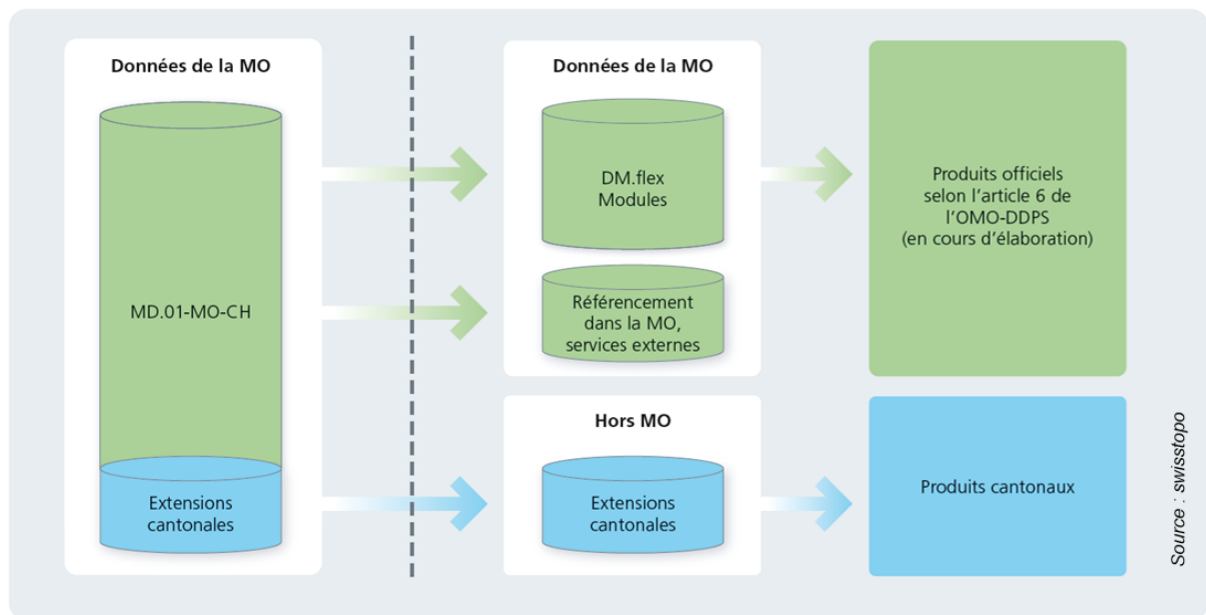 Données de la MO
MD.01-MO-CH
Extensions
cantonales
Données de la MO
DM.flex
Modules
Référencement
dans la MO,
services externes
Hors MO
Extensions
cantonales
Produits officiels
selon l’article 6 de
l’OMO-DDPS
(en cours d’élaboration)
Produits cantonaux
Source : swisstopo